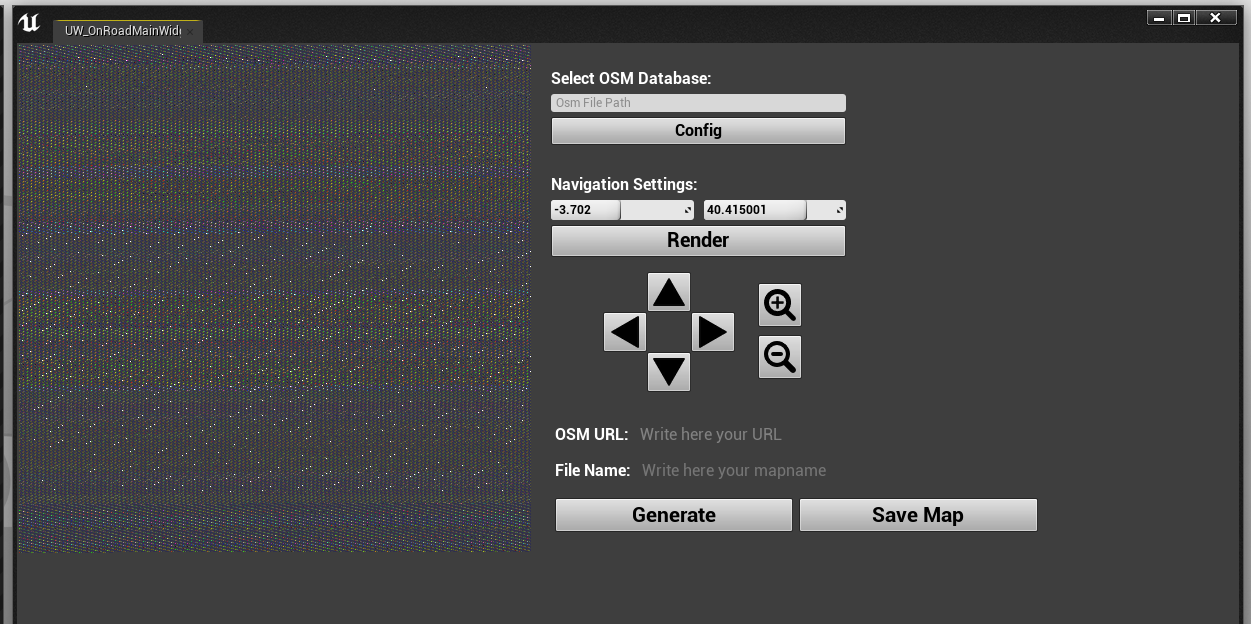 UW_OnRoadMainWid
Select OSM Database:
Osm File Path
Config
Navigation Settings:
-3.702 40.415001
Render
OSM URL: Write here your URL
File Name: Write here your mapname
Generate Save Map